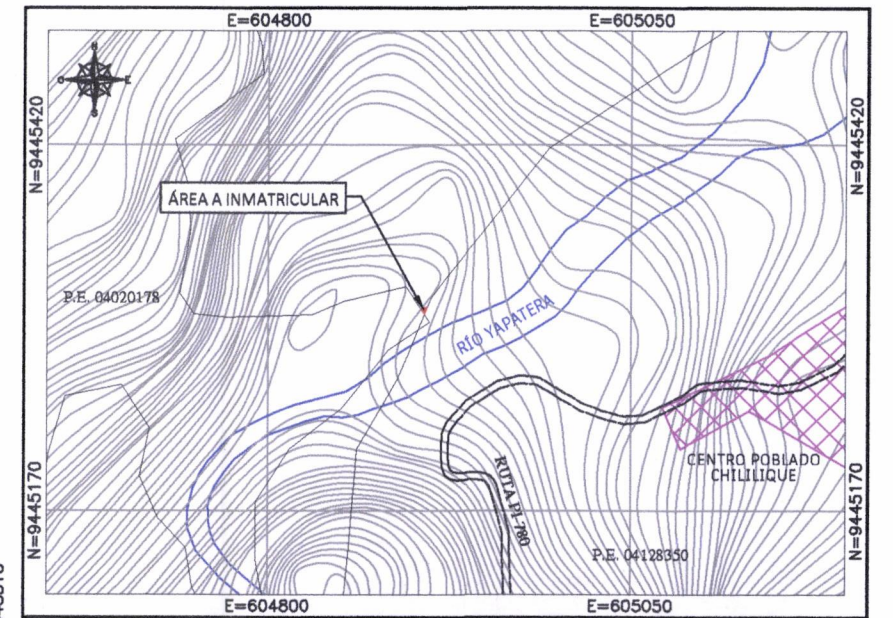 E=604800
E=605050
N
O
E
S
N=9445420
N=9445420
ÁREA A INMATRICULAR
P.E. 04020178
RÍO YAPATERA
CENTRO POBLADO
CHILILIQUE
RUTA PI-780
P.E. 04128350
N=9445170
N=9445170
E=604800
E=605050